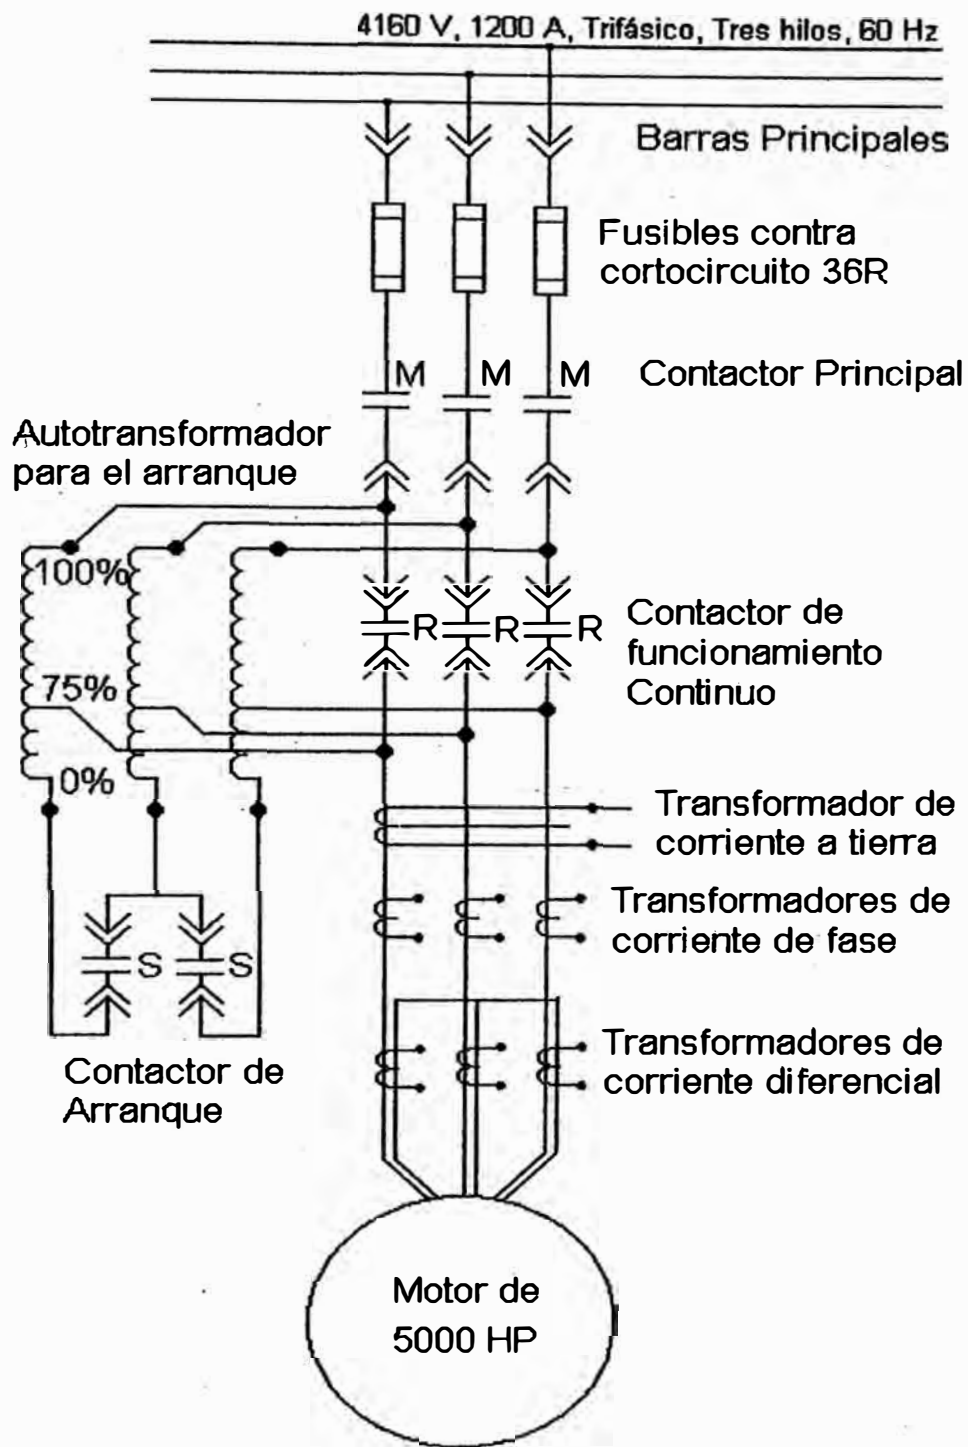 4160 V, 1200 A, Trifásico, Tres hilos, 60 Hz
Barras Principales
Fusibles contra
cortocircuito 36R
M M M
Contactor Principal
Autotransformador
para el arranque
100%
R R R
Contactor de
funcionamiento
Continuo
75%
0%
Transformador de
corriente a tierra
Transformadores de
corriente de fase
S S
Transformadores de
corriente diferencial
Contactor de
Arranque
Motor de
5000 HP